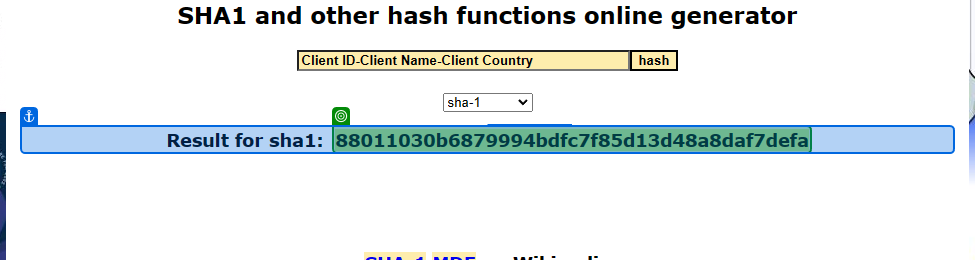 SHA1 and other hash functions online generator
Client ID-Client Name-Client Country hash
sha-1
Result for sha1: 88011030b6879994bdfc7f85d13d48a8daf7defa